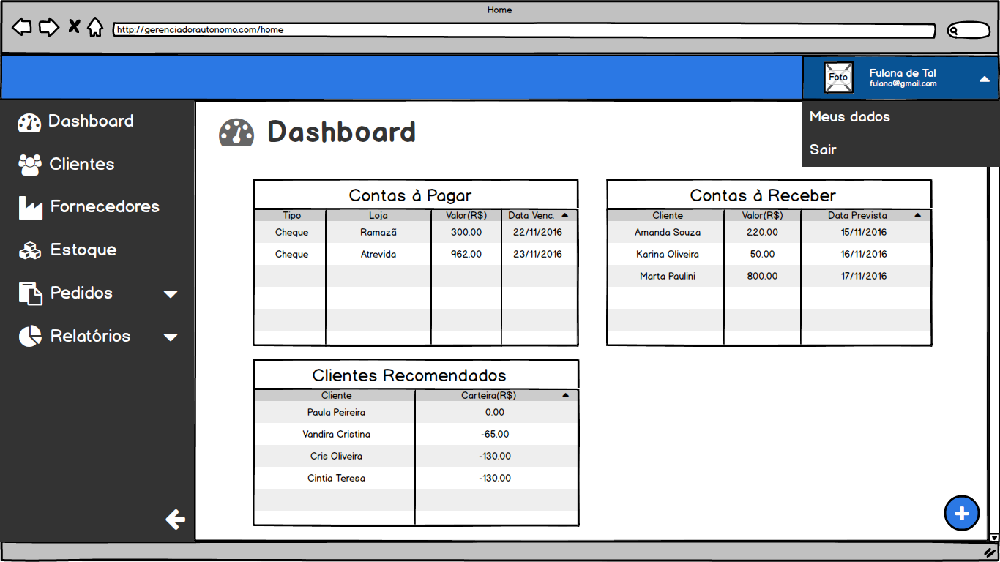 Home
http://gerenciadorautonomo.com/home
Foto
Fulana de Tal
fulana@gmail.com
Meus dados
Sair
Dashboard
Clientes
Fornecedores
Estoque
Pedidos
Relatórios
Dashboard
Contas à Pagar
Tipo Loja Valor(R$) Data Venc.
Cheque Ramazã 300.00 22/11/2016
Cheque Atrevida 962.00 23/11/2016
Contas à Receber
Cliente Valor(R$) Data Prevista
Amanda Souza 220.00 15/11/2016
Karina Oliveira 50.00 16/11/2016
Marta Paulini 800.00 17/11/2016
Clientes Recomendados
Cliente Carteira(R$)
Paula Peireira 0.00
Vandira Cristina -65.00
Cris Oliveira -130.00
Cintia Teresa -130.00